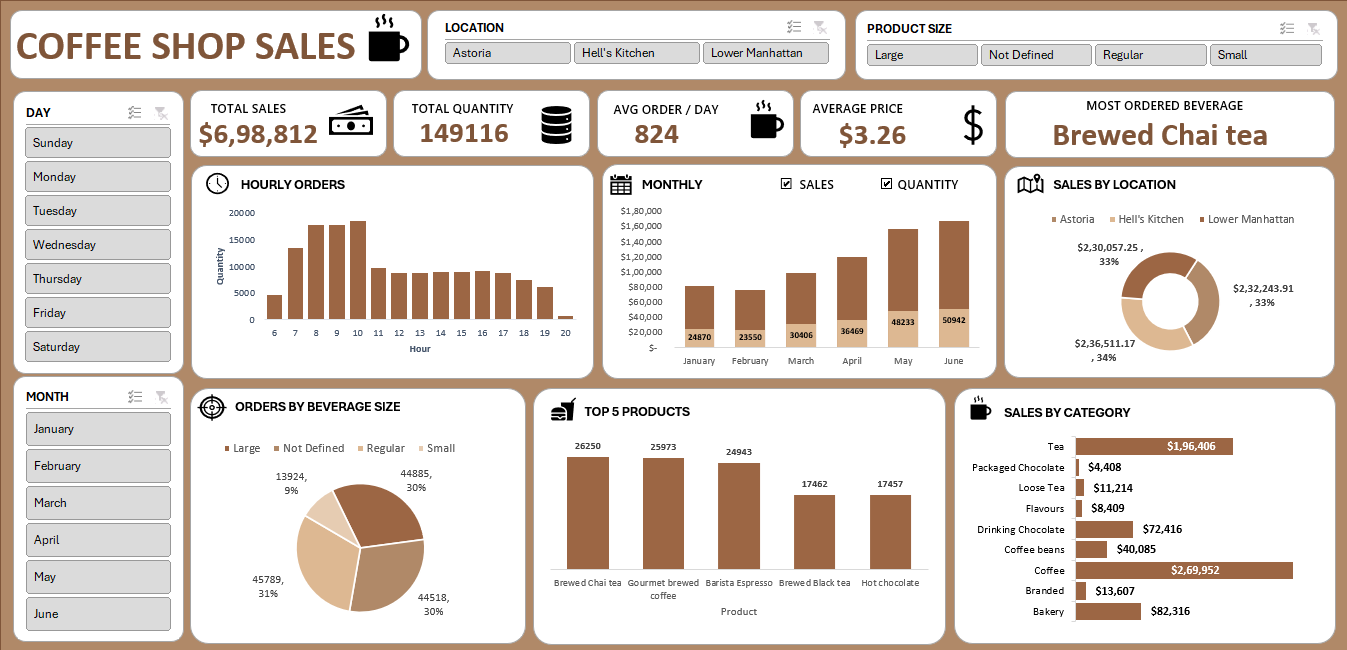 COFFEE SHOP SALES
LOCATION
Astoria
Hell's Kitchen
Lower Manhattan
PRODUCT SIZE
Large
Not Defined
Regular
Small
DAY
Sunday
Monday
Tuesday
Wednesday
Thursday
Friday
Saturday
MONTH
January
February
March
April
May
June
TOTAL SALES
$6,98,812
TOTAL QUANTITY
149116
AVG ORDER / DAY
824
AVERAGE PRICE
$3.26
MOST ORDERED BEVERAGE
Brewed Chai tea
HOURLY ORDERS
Quantity
20000
15000
10000
5000
0
6 7 8 9 10 11 12 13 14 15 16 17 18 19 20
Hour
MONTHLY
SALES
QUANTITY
$1,80,000
$1,60,000
$1,40,000
$1,20,000
$1,00,000
$80,000
$60,000
$40,000
$20,000
$-
24870 23550 30406 36469 48233 50942
January February March April May June
SALES BY LOCATION
Astoria Hell's Kitchen Lower Manhattan
$2,30,057.25 ,
33%
$2,32,243.91
, 33%
$2,36,511.17
, 34%
ORDERS BY BEVERAGE SIZE
Large Not Defined Regular Small
13924,
9%
44885,
30%
45789,
31%
44518,
30%
TOP 5 PRODUCTS
26250 25973 24943 17462 17457
Brewed Chai tea
Gourmet brewed
coffee
Barista Espresso
Brewed Black tea
Hot chocolate
Product
SALES BY CATEGORY
Tea $1,96,406
Packaged Chocolate $4,408
Loose Tea $11,214
Flavours $8,409
Drinking Chocolate $72,416
Coffee beans $40,085
Coffee $2,69,952
Branded $13,607
Bakery $82,316